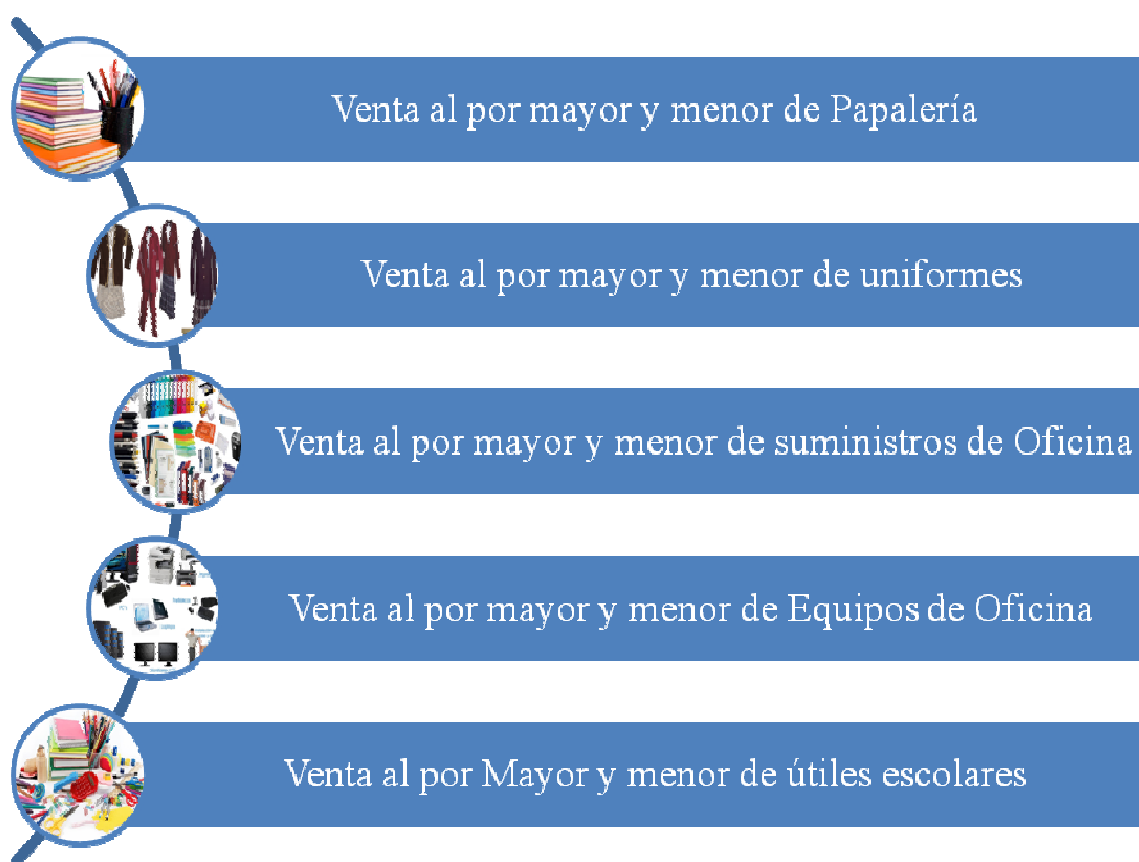 Venta al por mayor y menor de Papalería
Venta al por mayor y menor de uniformes
Venta al por mayor y menor de suministros de Oficina
Venta al por mayor y menor de Equipos de Oficina
Venta al por Mayor y menor de útiles escolares